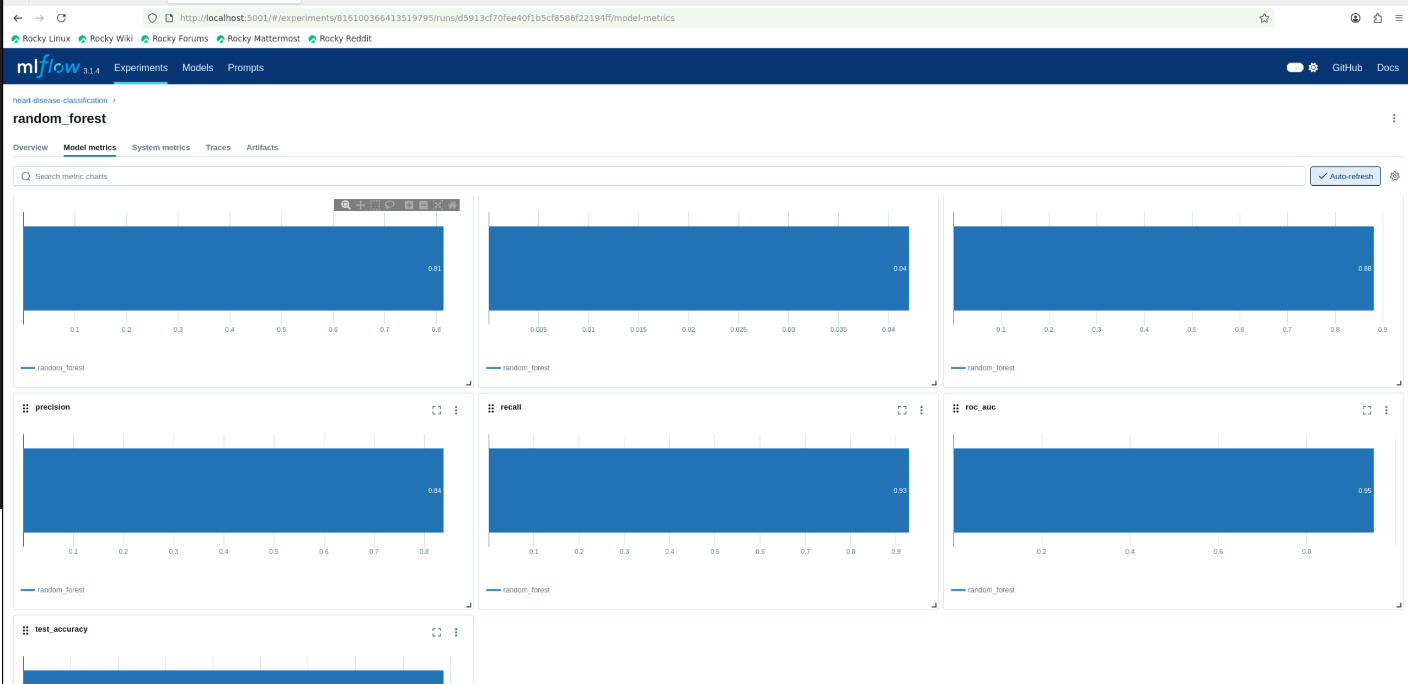 http://localhost:5001/#/experiments/816100366413519795/runs/d5913cf70fee40f1b5cf8586f22194ff/model-metrics
Rocky Linux Rocky Wiki Rocky Forums Rocky Mattermost Rocky Reddit
mlflow 3.1.4 Experiments Models Prompts GitHub Docs
heart-disease-classification
random_forest
Overview Model metrics System metrics Traces Artifacts
Search metric charts Auto-refresh
0.81 0.04 0.88
0.1 0.2 0.3 0.4 0.5 0.6 0.7 0.8 0.005 0.01 0.015 0.02 0.025 0.03 0.035 0.04 0.1 0.2 0.3 0.4 0.5 0.6 0.7 0.8 0.9
random_forest random_forest random_forest
precision recall roc_auc
0.84 0.93 0.95
0.1 0.2 0.3 0.4 0.5 0.6 0.7 0.8 0.1 0.2 0.3 0.4 0.5 0.6 0.7 0.8 0.9 0.2 0.4 0.6 0.8
random_forest random_forest random_forest
test_accuracy